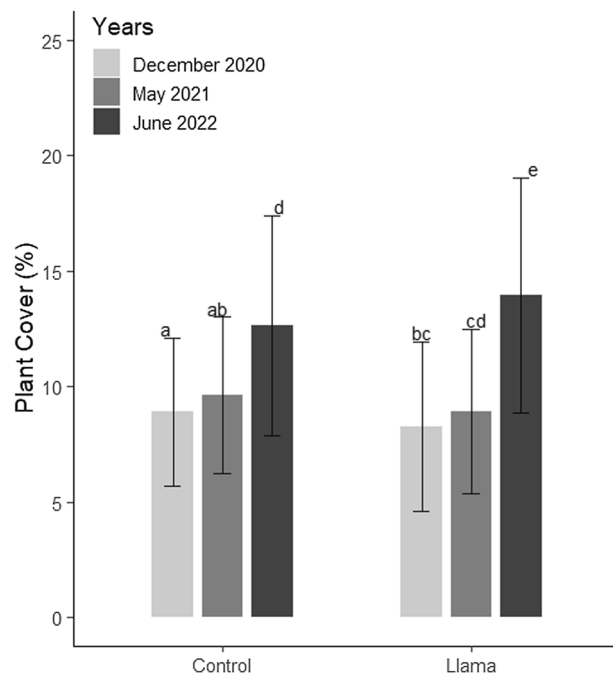 Years
December 2020
May 2021
June 2022
Plant Cover (%)
25
20
15
10
5
0
a
ab
d
bc
cd
e
Control
Llama